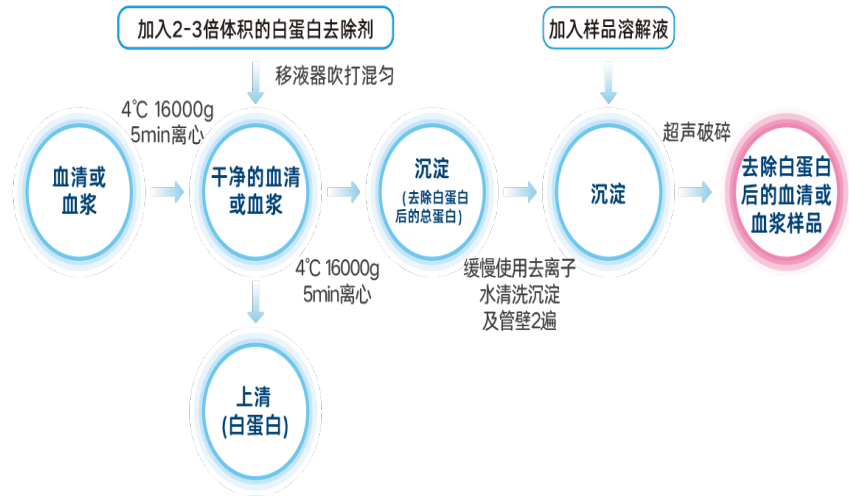 加入2-3倍体积的白蛋白去除剂
加入样品溶解液
移液器吹打混匀
4℃ 16000g
5min离心
超声破碎
血清或
血浆
干净的血清
或血浆
沉淀
(去除白蛋白
后的总蛋白)
沉淀
去除白蛋白
后的血清或
血浆样品
4℃ 16000g
5min离心
缓慢使用去离子
水清洗沉淀
及管壁2遍
上清
(白蛋白)